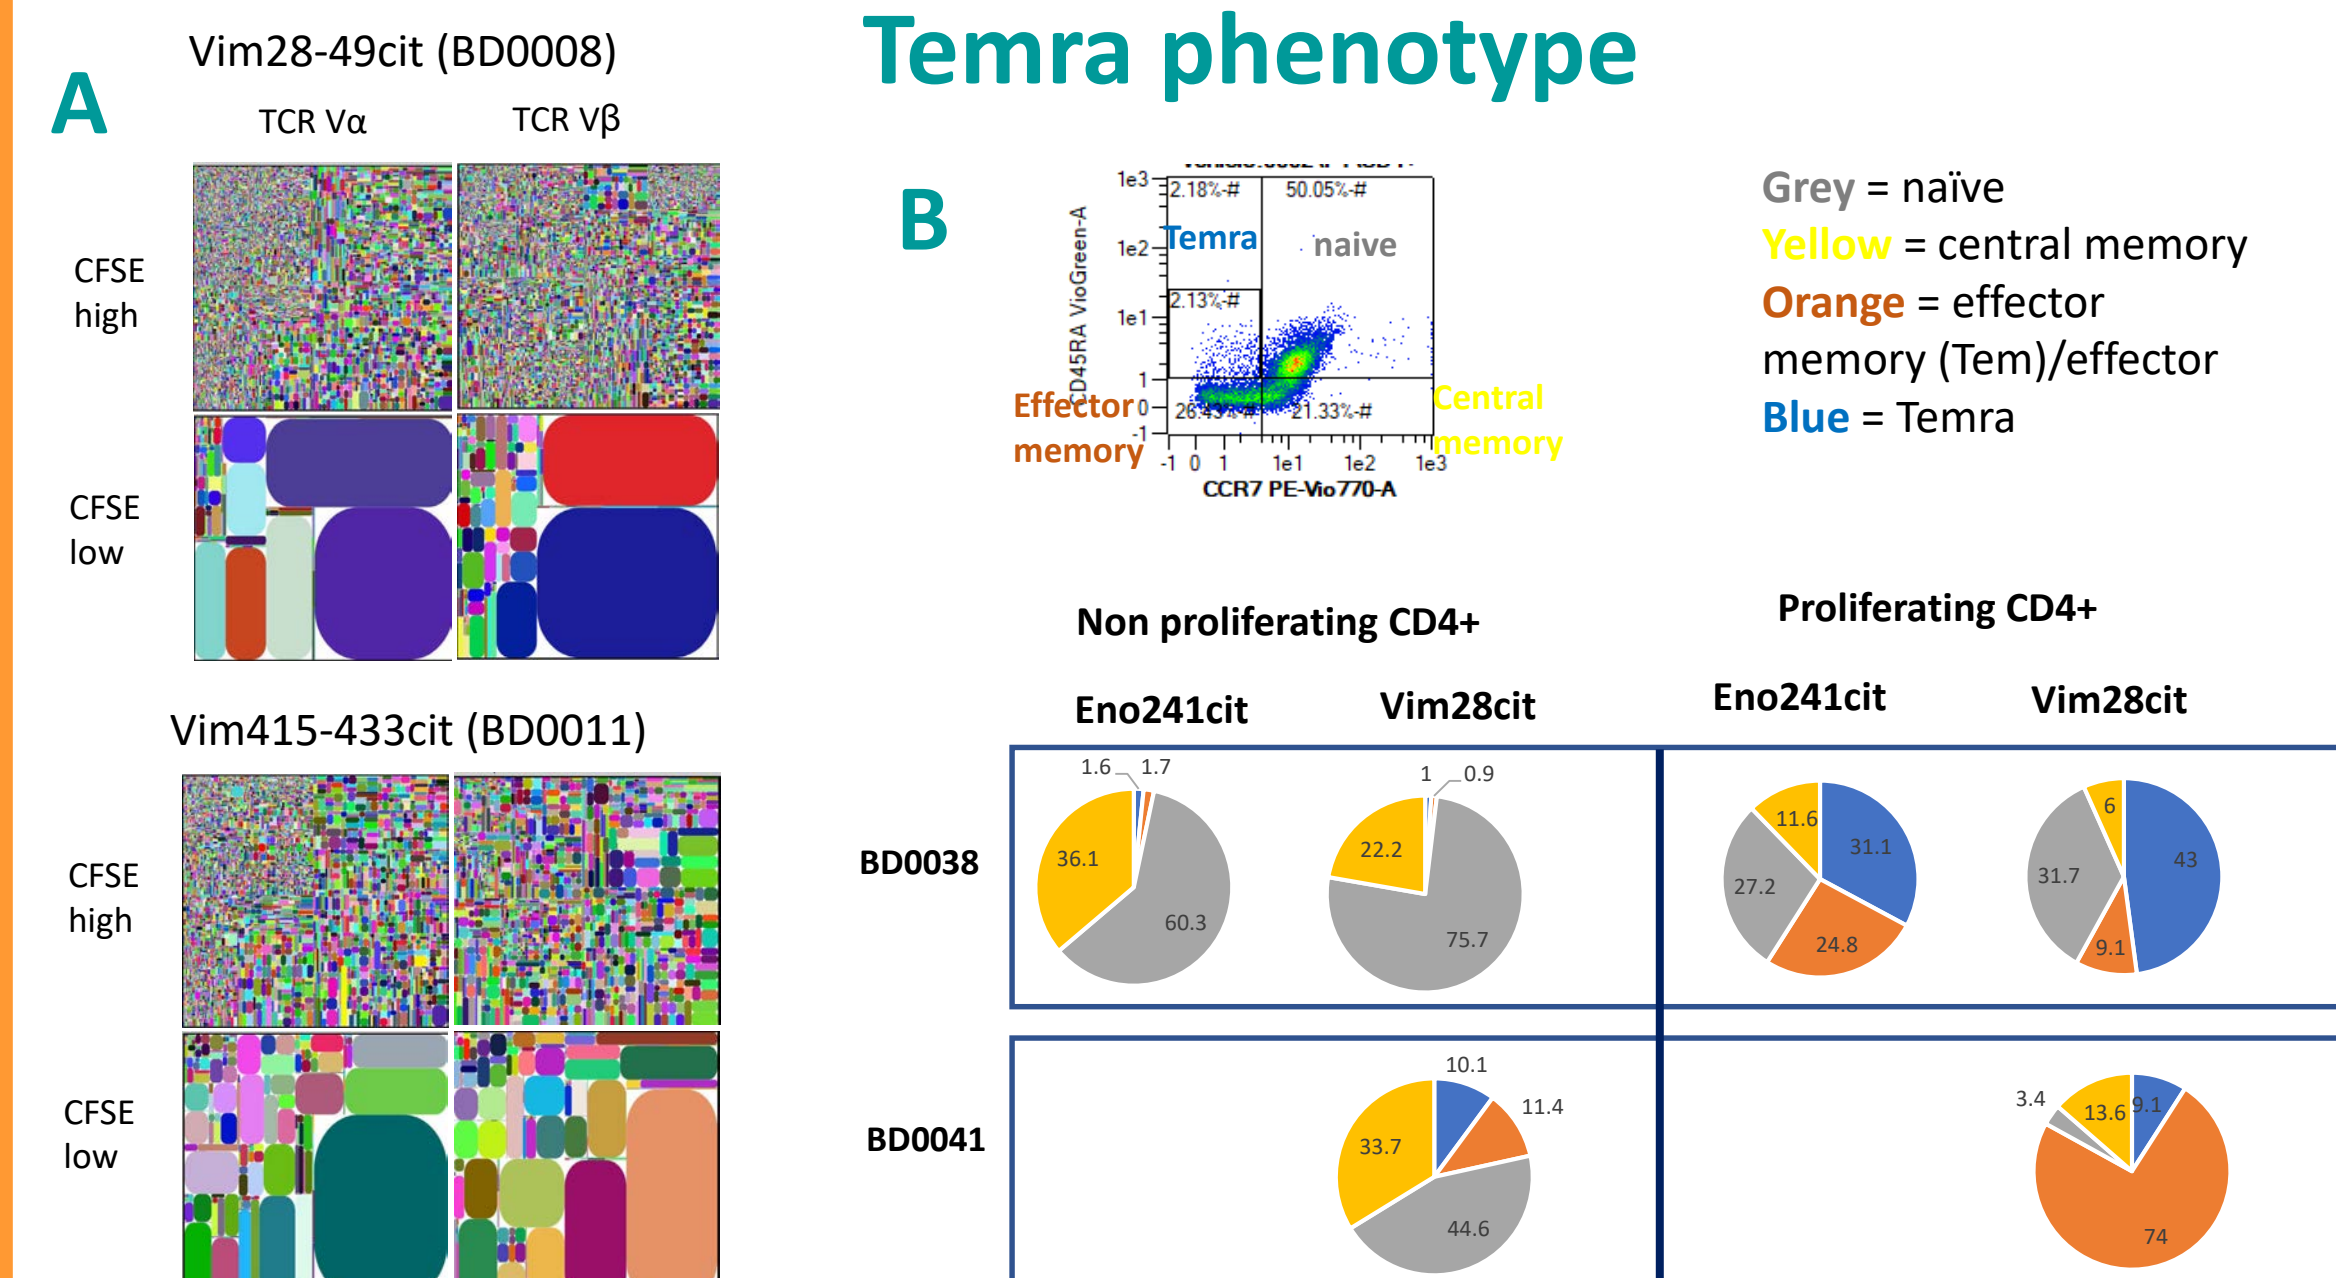 Temra phenotype
A
Vim28-49cit (BD0008)
TCR Vα
TCR Vβ
CFSE
high
CFSE
low
Vim415-433cit (BD0011)
CFSE
high
CFSE
low
B
1e3
1e2
1e1
1
0
-1
CD45RA VioGreen-A
2.18%-#
50.05%-#
Temra
naive
2.13%-#
21.33%-#
Effector
memory
Central
memory
-1 0 1 1e1 1e2 1e3
CCR7 PE-Vio770-A
Grey = naïve
Yellow = central memory
Orange = effector
memory (Tem)/effector
Blue = Temra
Non proliferating CD4+
Proliferating CD4+
Eno241cit
Vim28cit
Eno241cit
Vim28cit
BD0038
1.6
1.7
36.1
60.3
1
0.9
22.2
75.7
11.6
31.1
27.2
24.8
6
43
31.7
9.1
BD0041
10.1
11.4
33.7
44.6
3.4
13.6
9.1
74